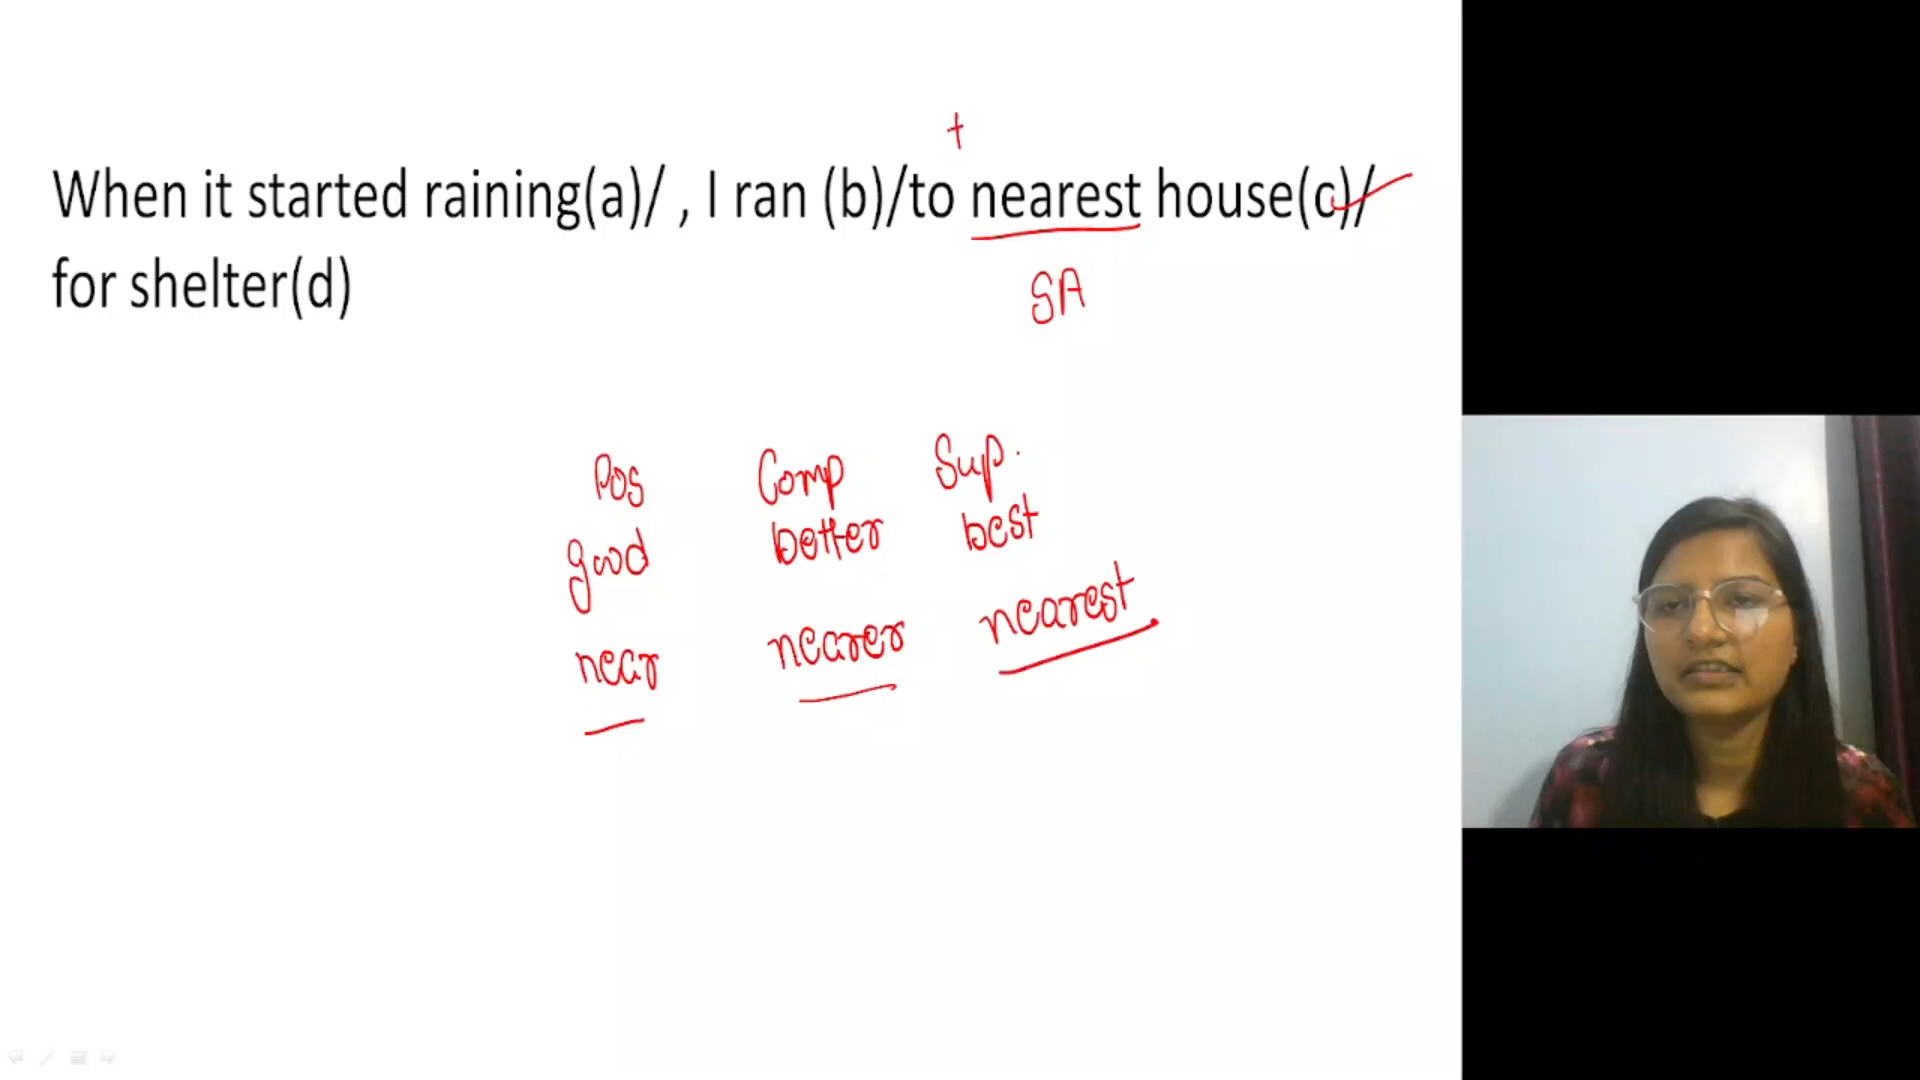 t
When it started raining(a)/ , I ran (b)/to nearest house(c)/
for shelter(d)
SA
Pos Comp Sup.
good better best
near nearer nearest